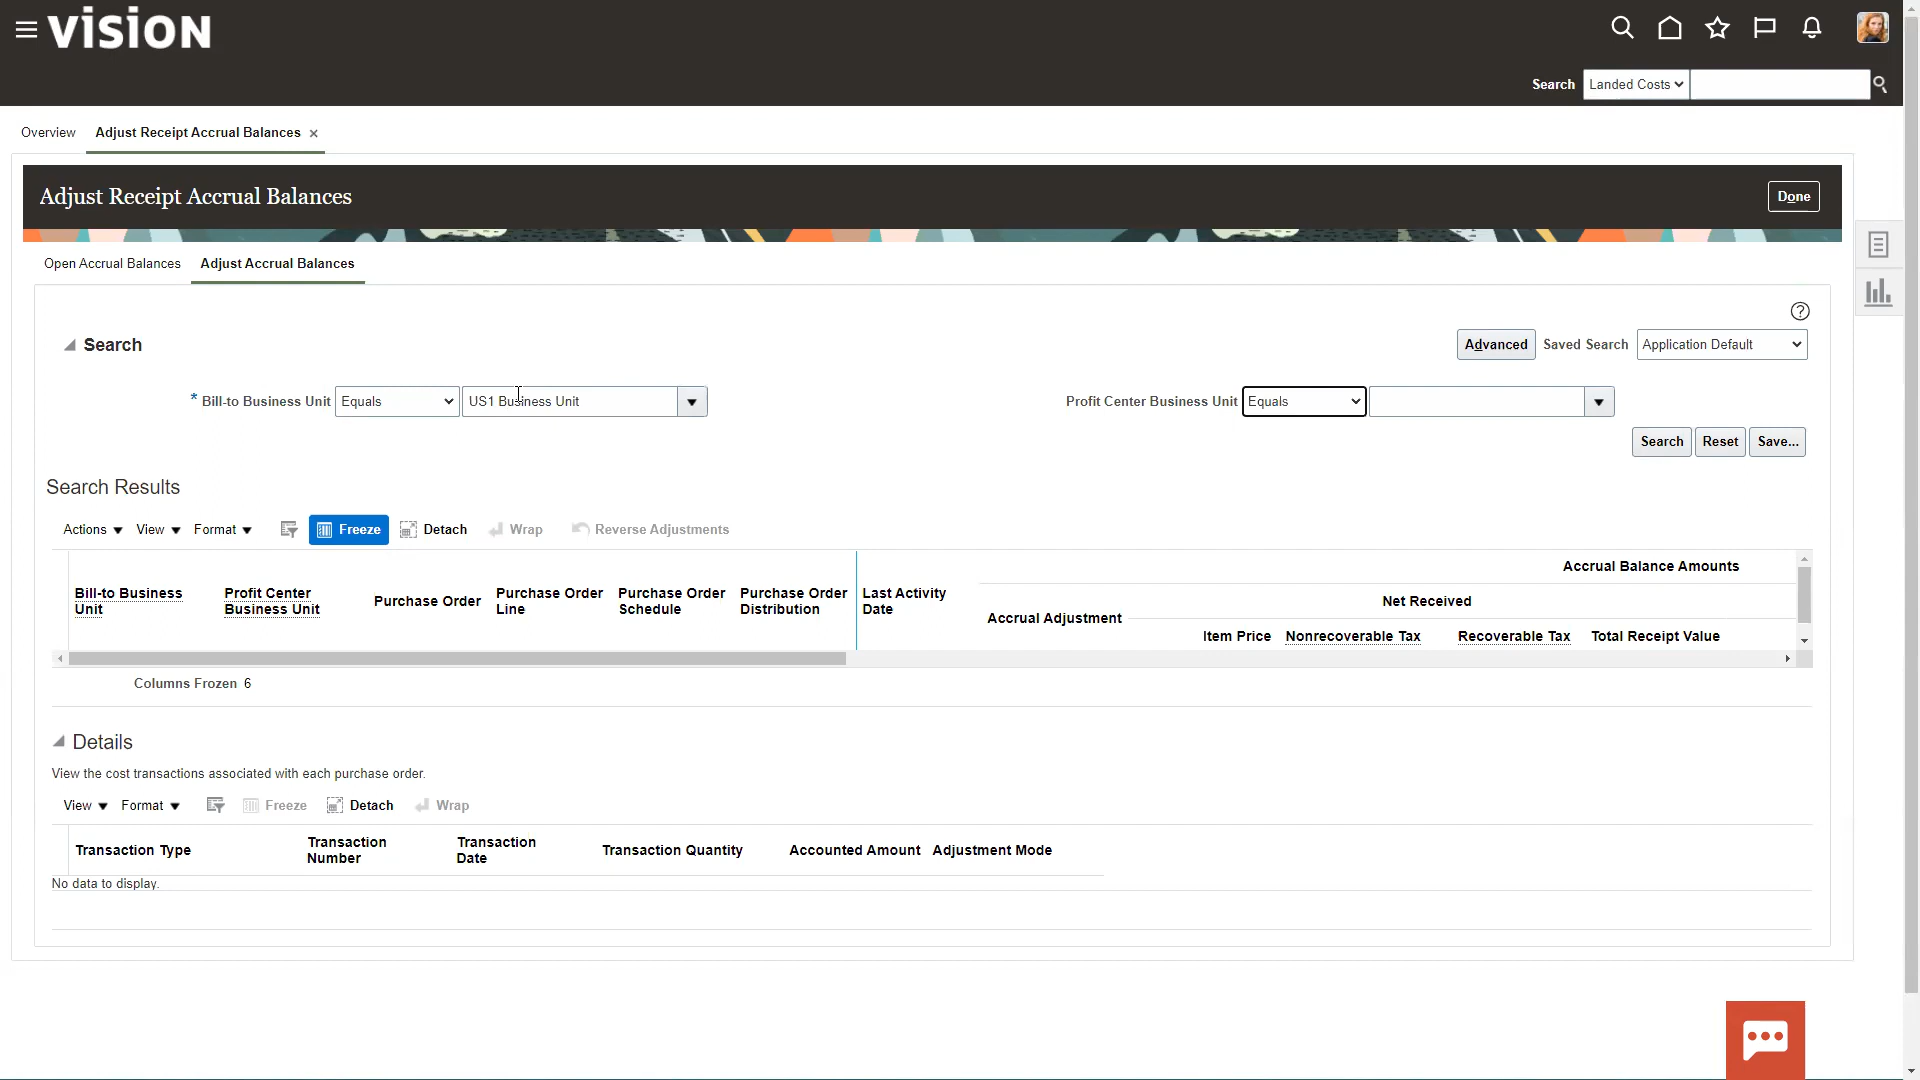 VISION
Search Landed Costs
Overview Adjust Receipt Accrual Balances ×
Adjust Receipt Accrual Balances
Done
Open Accrual Balances Adjust Accrual Balances
?
Search
Advanced Saved Search Application Default
* Bill-to Business Unit Equals US1 Business Unit
Profit Center Business Unit Equals
Search Reset Save...
Search Results
Actions View Format Freeze Detach Wrap Reverse Adjustments
Accrual Balance Amounts
Bill-to Business Unit
Profit Center Business Unit
Purchase Order
Purchase Order Line
Purchase Order Schedule
Purchase Order Distribution
Last Activity Date
Accrual Adjustment
Net Received
Item Price Nonrecoverable Tax Recoverable Tax Total Receipt Value
Columns Frozen 6
Details
View the cost transactions associated with each purchase order.
View Format Freeze Detach Wrap
Transaction Type
Transaction Number
Transaction Date
Transaction Quantity
Accounted Amount
Adjustment Mode
No data to display.